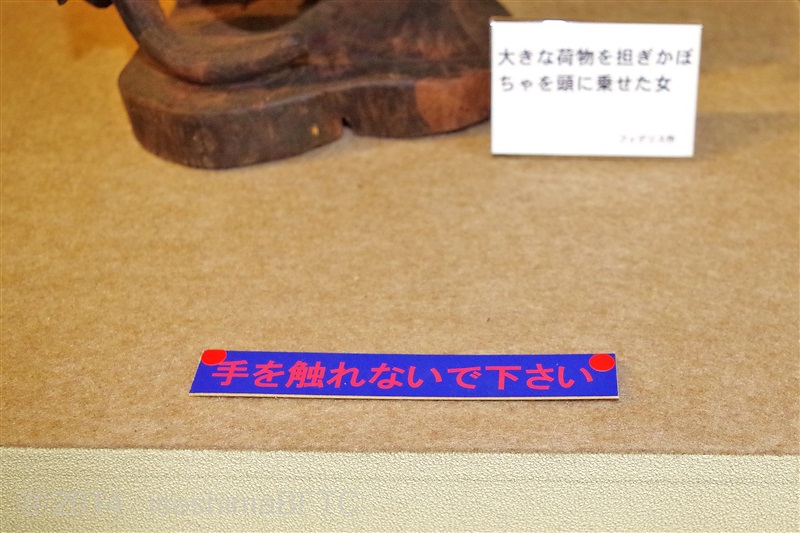 大きな荷物を担ぎかぼ
ちゃを頭に乗せた女
手を触れないで下さい